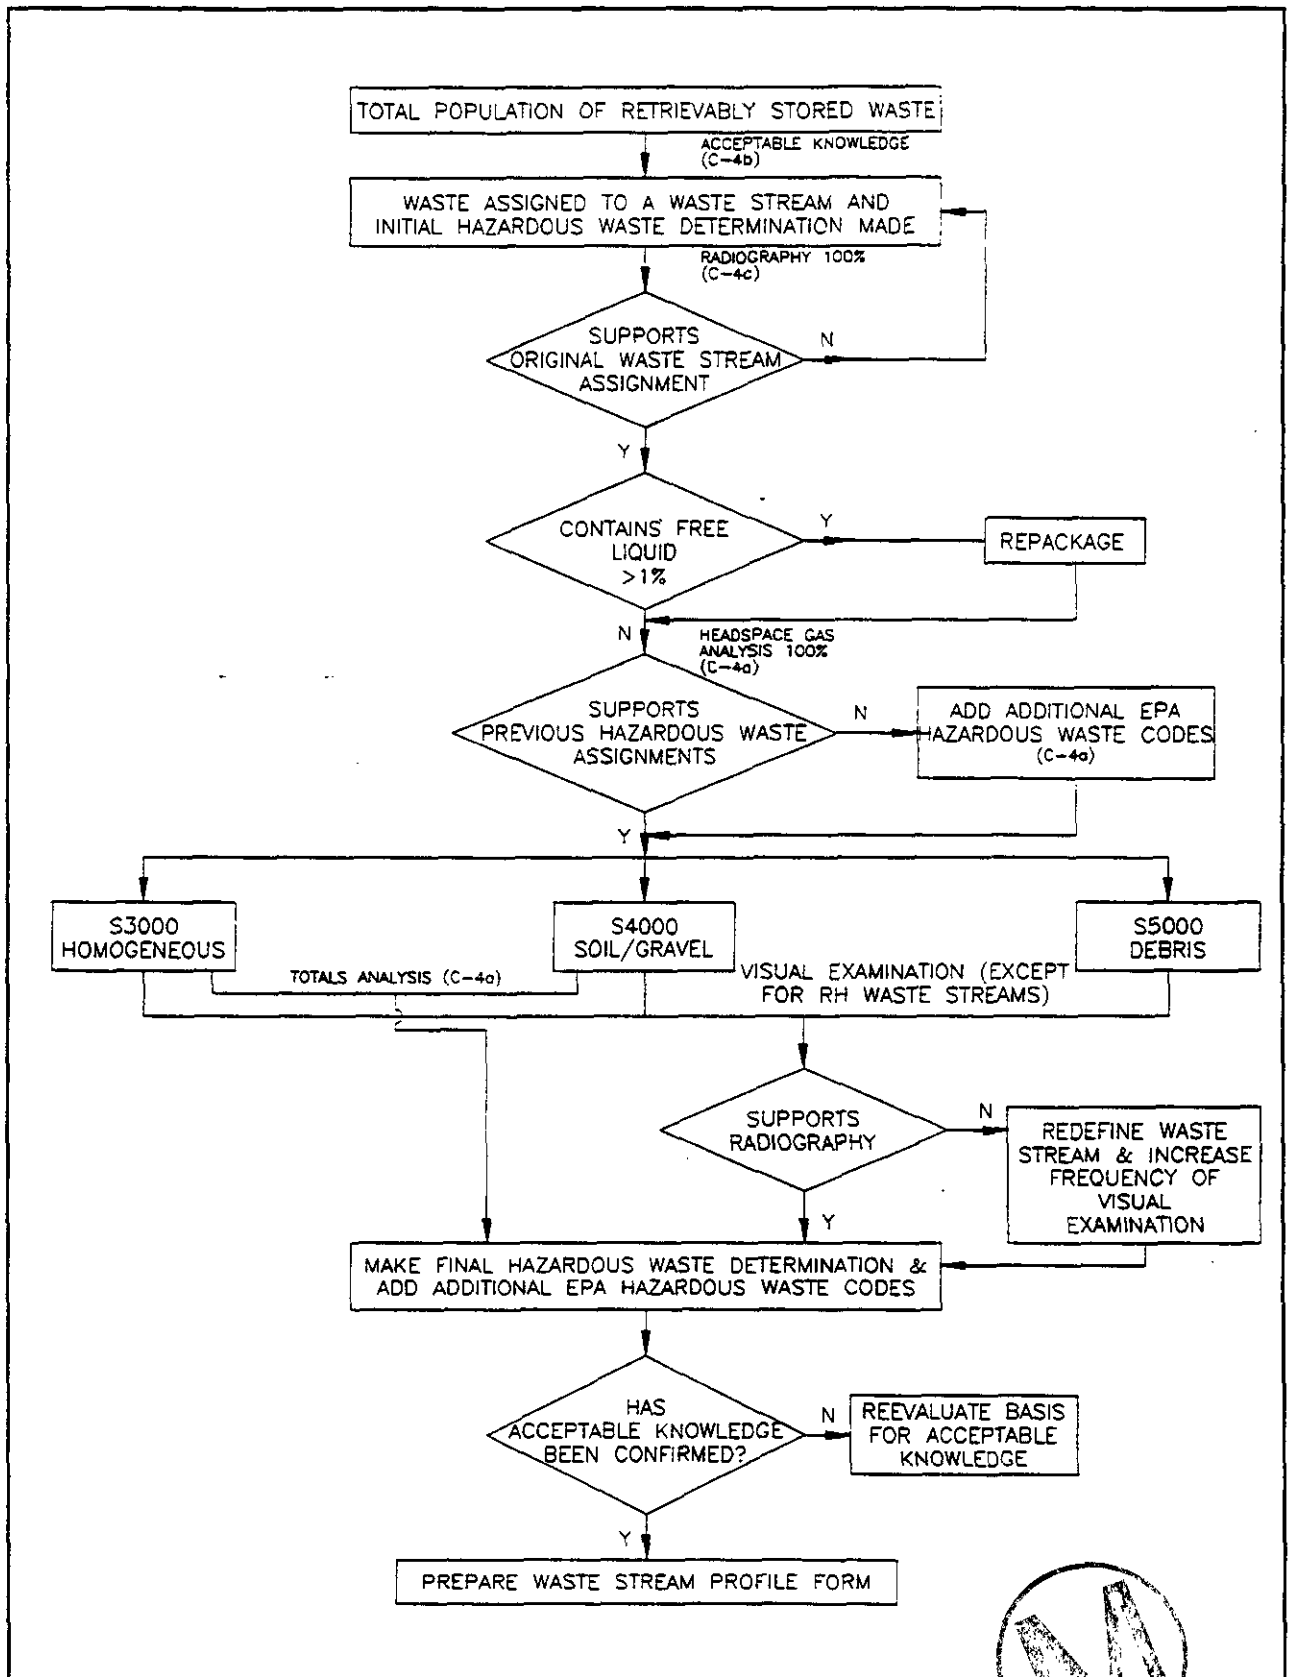 TOTAL POPULATION OF RETRIEVABLY STORED WASTE
ACCEPTABLE KNOWLEDGE
(C-4b)
WASTE ASSIGNED TO A WASTE STREAM AND
INITIAL HAZARDOUS WASTE DETERMINATION MADE
RADIOGRAPHY 100%
(C-4c)
SUPPORTS
ORIGINAL WASTE STREAM
ASSIGNMENT
N
Y
CONTAINS FREE
LIQUID
>1%
Y
REPACKAGE
N
HEADSPACE GAS
ANALYSIS 100%
(C-4a)
SUPPORTS
PREVIOUS HAZARDOUS WASTE
ASSIGNMENTS
N
ADD ADDITIONAL EPA
HAZARDOUS WASTE CODES
(C-4a)
Y
S3000
HOMOGENEOUS
S4000
SOIL/GRAVEL
S5000
DEBRIS
TOTALS ANALYSIS (C-4a)
VISUAL EXAMINATION (EXCEPT
FOR RH WASTE STREAMS)
SUPPORTS
RADIOGRAPHY
N
REDEFINE WASTE
STREAM & INCREASE
FREQUENCY OF
VISUAL
EXAMINATION
Y
MAKE FINAL HAZARDOUS WASTE DETERMINATION &
ADD ADDITIONAL EPA HAZARDOUS WASTE CODES
HAS
ACCEPTABLE KNOWLEDGE
BEEN CONFIRMED?
N
REEVALUATE BASIS
FOR ACCEPTABLE
KNOWLEDGE
Y
PREPARE WASTE STREAM PROFILE FORM